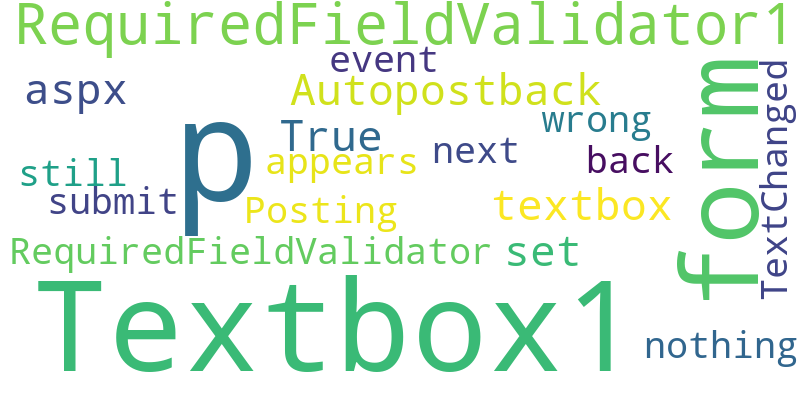 RequiredFieldValidator1
event
aspx
Autopostback
form
TextChanged
p
True
wrong
next
appears
back
still
submit
Posting
textbox
RequiredFieldValidator
set
Textbox1
nothing